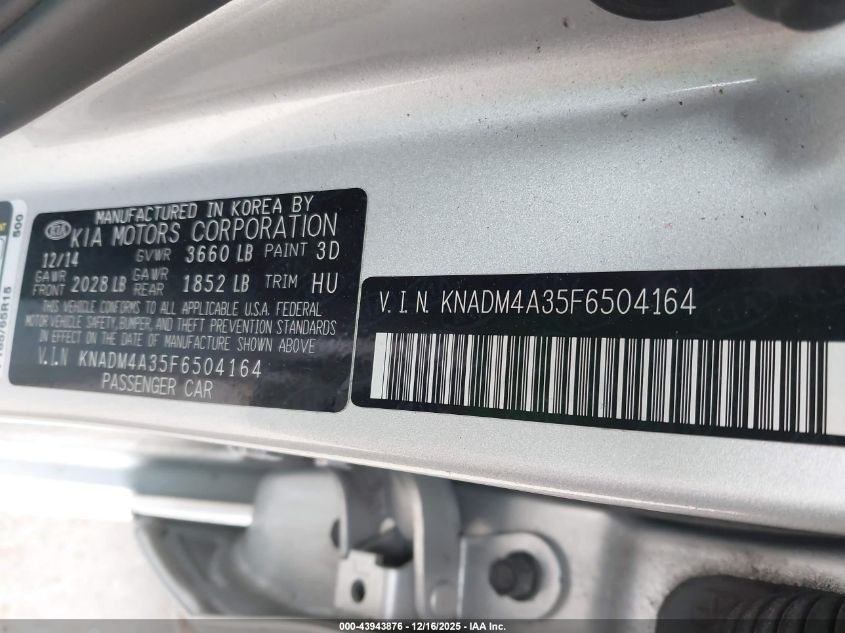 MANUFACTURED IN KOREA BY
KIA KIA MOTORS CORPORATION
12/14 GVWR 3660 LB PAINT 3D
GAWR FRONT 2028 LB GAWR REAR 1852 LB TRIM HU
THIS VEHICLE CONFORMS TO ALL APPLICABLE U.S.A. FEDERAL
MOTOR VEHICLE SAFETY, BUMPER, AND THEFT PREVENTION STANDARDS
IN EFFECT ON THE DATE OF MANUFACTURE SHOWN ABOVE
V.I.N KNADM4A35F6504164
PASSENGER CAR
V.I.N. KNADM4A35F6504164
500
000-43943876 - 12/16/2025 - IAA Inc.